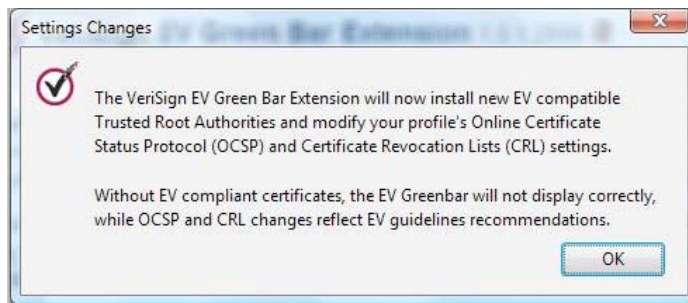 Settings Changes
The VeriSign EV Green Bar Extension will now install new EV compatible
Trusted Root Authorities and modify your profile's Online Certificate
Status Protocol (OCSP) and Certificate Revocation Lists (CRL) settings.
Without EV compliant certificates, the EV Greenbar will not display correctly,
while OCSP and CRL changes reflect EV guidelines recommendations.
OK